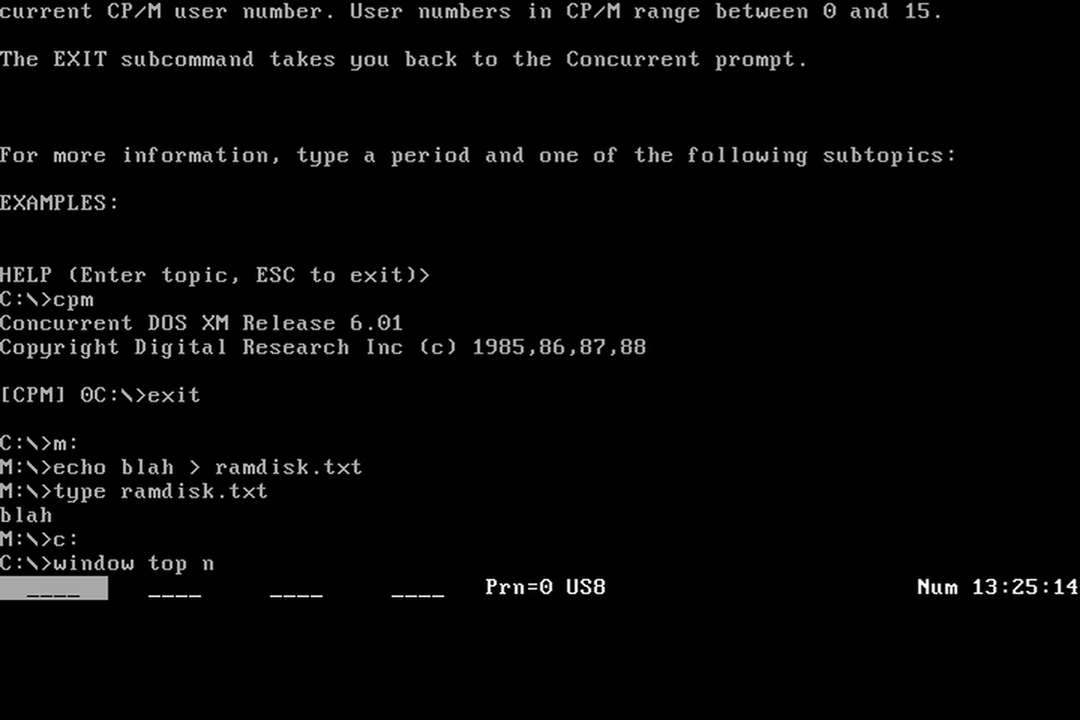 current CP/M user number. User numbers in CP/M range between 0 and 15.
The EXIT subcommand takes you back to the Concurrent prompt.
For more information, type a period and one of the following subtopics:
EXAMPLES:
HELP (Enter topic, ESC to exit)>
C:\>cpm
Concurrent DOS XM Release 6.01
Copyright Digital Research Inc (c) 1985,86,87,88
[CPM] 0C:\>exit
C:\>m:
M:\>echo blah > ramdisk.txt
M:\>type ramdisk.txt
blah
M:\>c:
C:\>window top n
____ ____ ____ ____ Prn=0 US8 Num 13:25:14